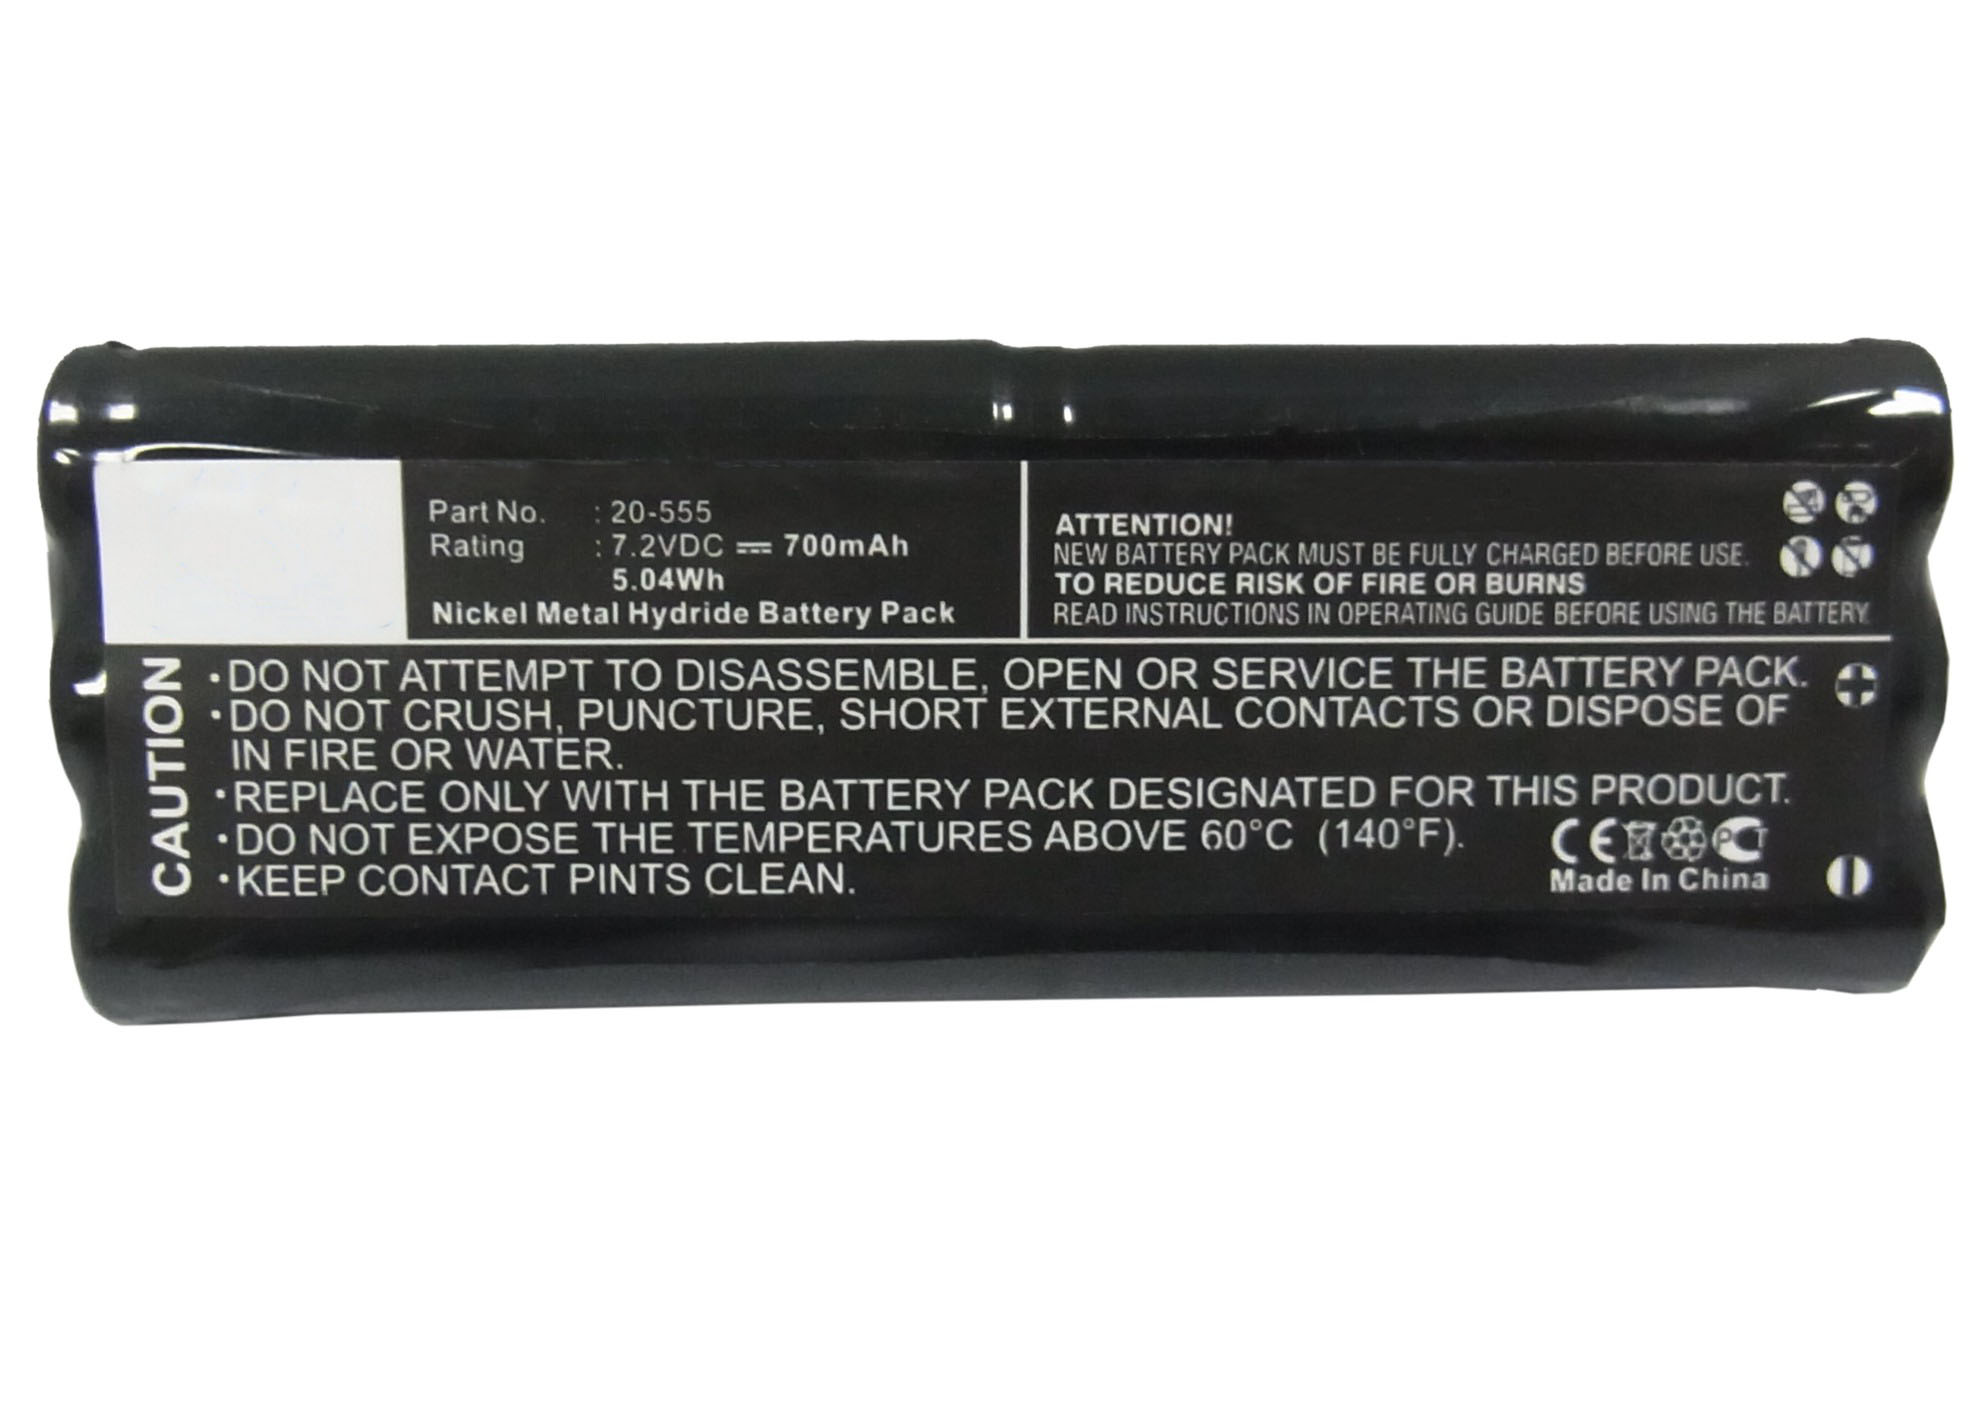 Part No. : 20-555
Rating : 7.2VDC 700mAh
5.04Wh
Nickel Metal Hydride Battery Pack
ATTENTION!
NEW BATTERY PACK MUST BE FULLY CHARGED BEFORE USE.
TO REDUCE RISK OF FIRE OR BURNS
READ INSTRUCTIONS IN OPERATING GUIDE BEFORE USING THE BATTERY
CAUTION
•DO NOT ATTEMPT TO DISASSEMBLE, OPEN OR SERVICE THE BATTERY PACK.
•DO NOT CRUSH, PUNCTURE, SHORT EXTERNAL CONTACTS OR DISPOSE OF
IN FIRE OR WATER.
•REPLACE ONLY WITH THE BATTERY PACK DESIGNATED FOR THIS PRODUCT.
•DO NOT EXPOSE THE TEMPERATURES ABOVE 60°C (140°F).
•KEEP CONTACT PINTS CLEAN.
CE PCT
Made In China